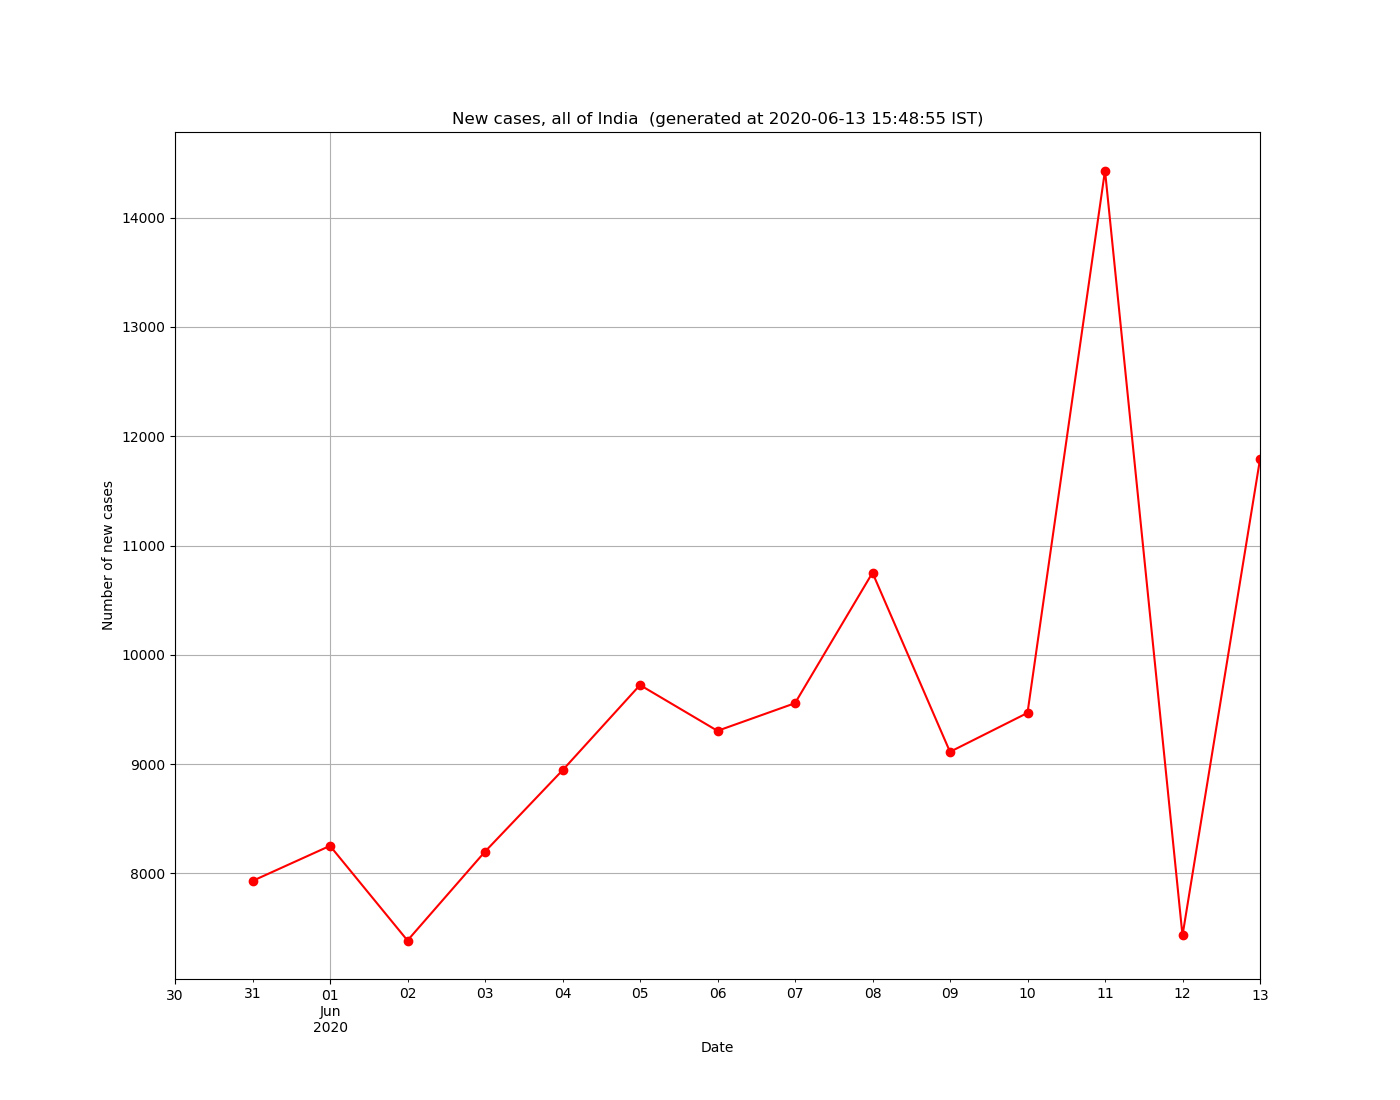 New cases, all of India  (generated at 2020-06-13 15:48:55 IST)
14000
13000
12000
11000
10000
9000
8000
Number of new cases
30 31 01 02 03 04 05 06 07 08 09 10 11 12 13
Jun
2020
Date